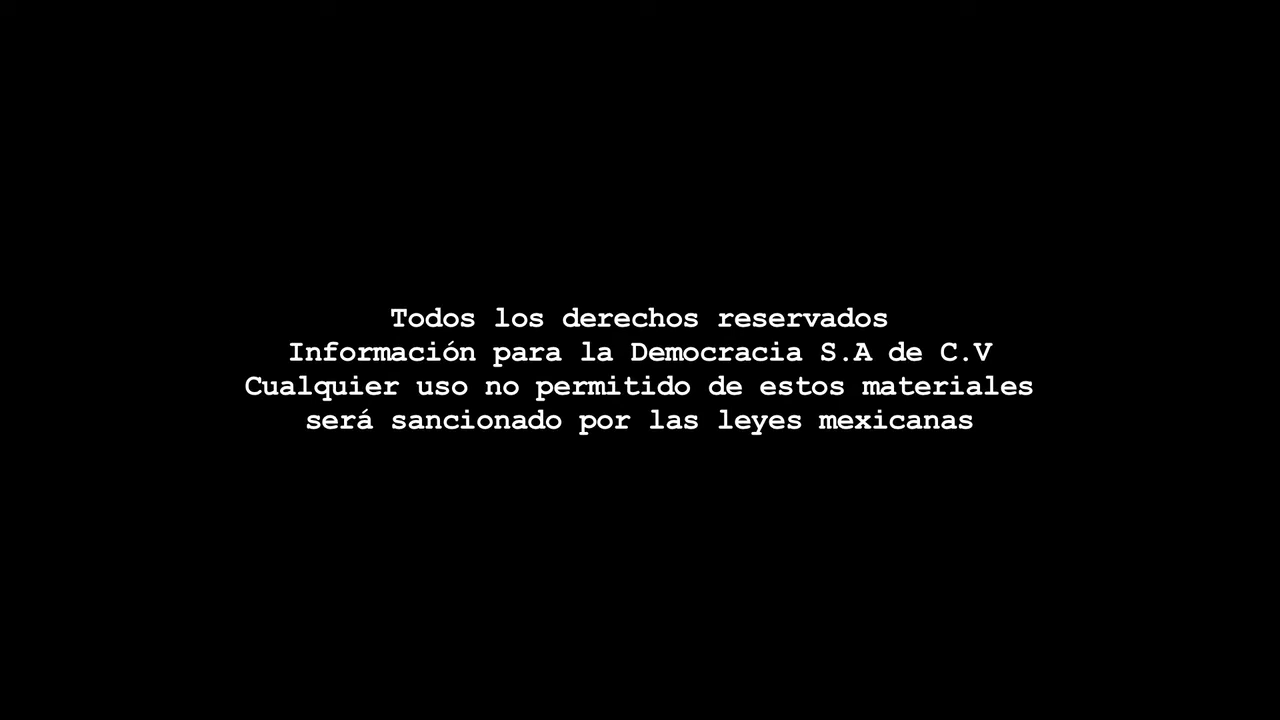 Todos los derechos reservados
Información para la Democracia S.A de C.V
Cualquier uso no permitido de estos materiales
será sancionado por las leyes mexicanas